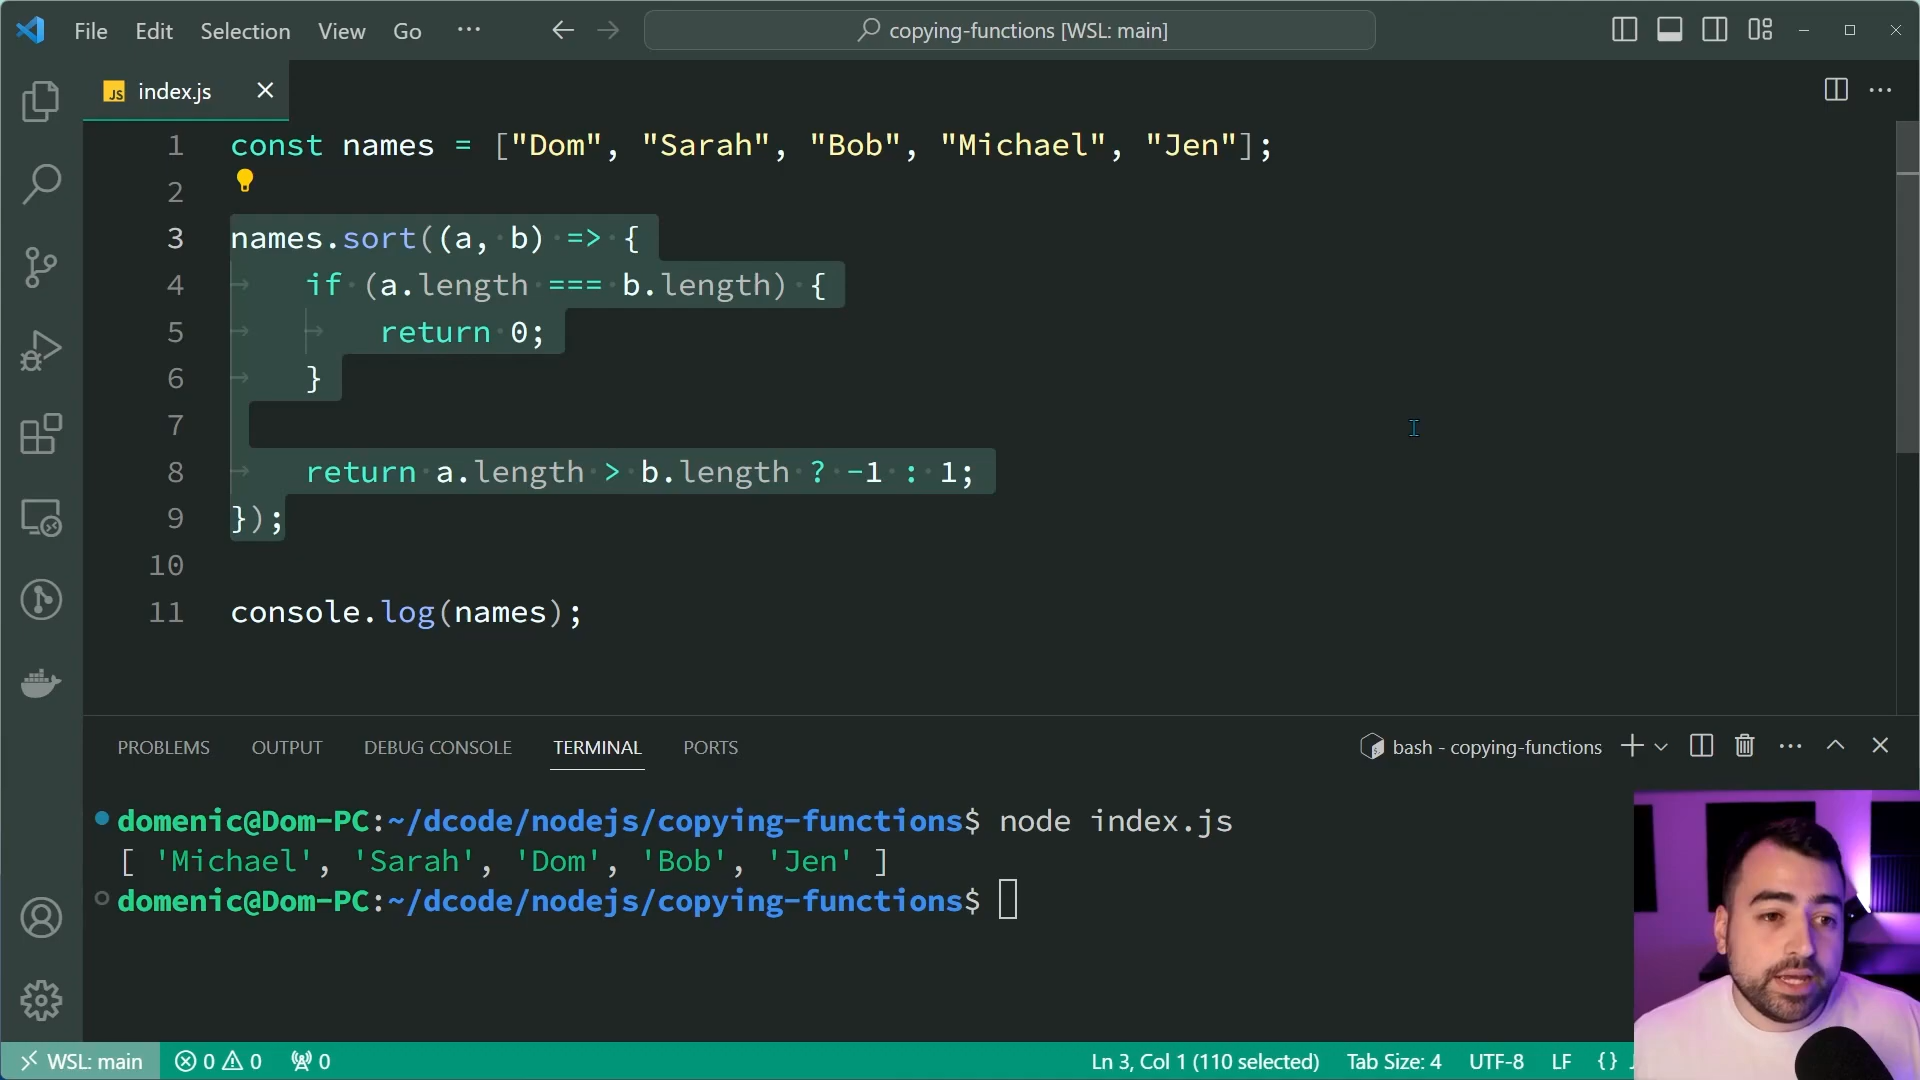 File Edit Selection View Go ··· copying-functions [WSL: main]
JS index.js
1 const names = ["Dom", "Sarah", "Bob", "Michael", "Jen"];
2
3 names.sort((a, b) => {
4 if (a.length === b.length) {
5 return 0;
6 }
7
8 return a.length > b.length ? -1 : 1;
9 });
10
11 console.log(names);
PROBLEMS OUTPUT DEBUG CONSOLE TERMINAL PORTS bash - copying-functions
domenic@Dom-PC:~/dcode/nodejs/copying-functions$ node index.js
[ 'Michael', 'Sarah', 'Dom', 'Bob', 'Jen' ]
domenic@Dom-PC:~/dcode/nodejs/copying-functions$
WSL: main 0 0 0 Ln 3, Col 1 (110 selected) Tab Size: 4 UTF-8 LF {}